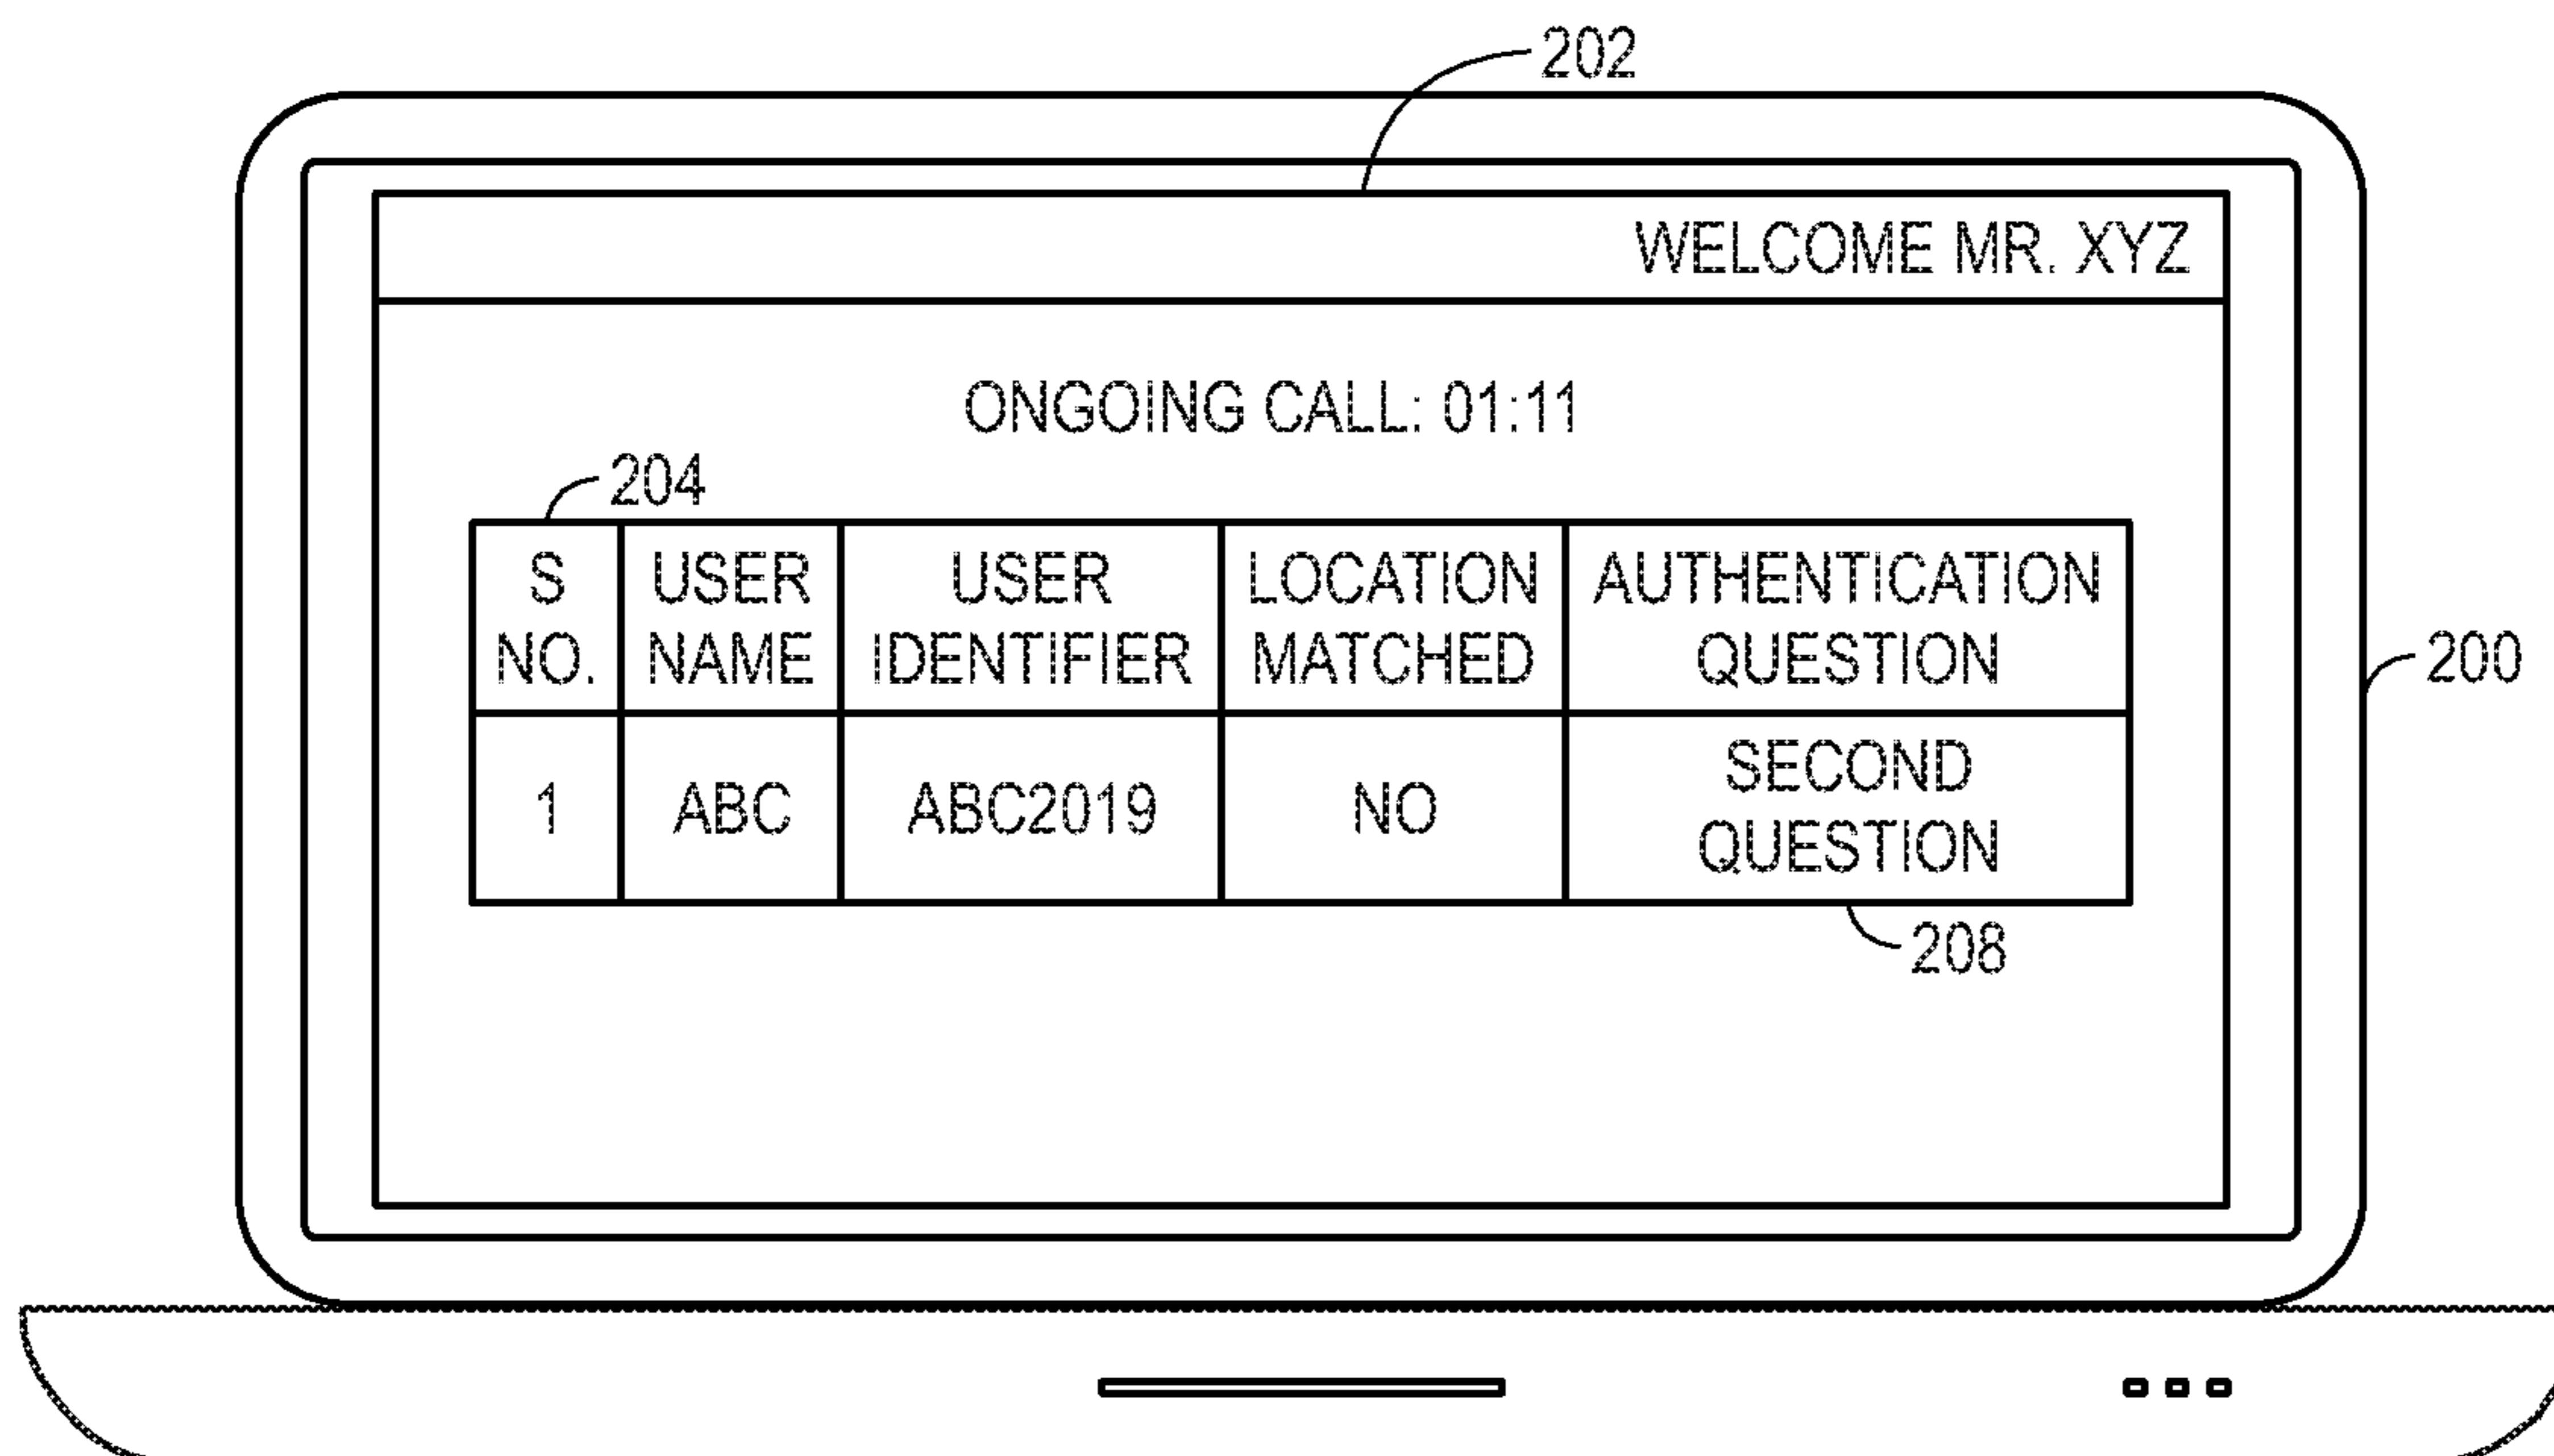 202
WELCOME MR. XYZ
ONGOING CALL: 01:11
204
S NO.
USER NAME
USER IDENTIFIER
LOCATION MATCHED
AUTHENTICATION QUESTION
200
1
ABC
ABC2019
NO
SECOND QUESTION
208